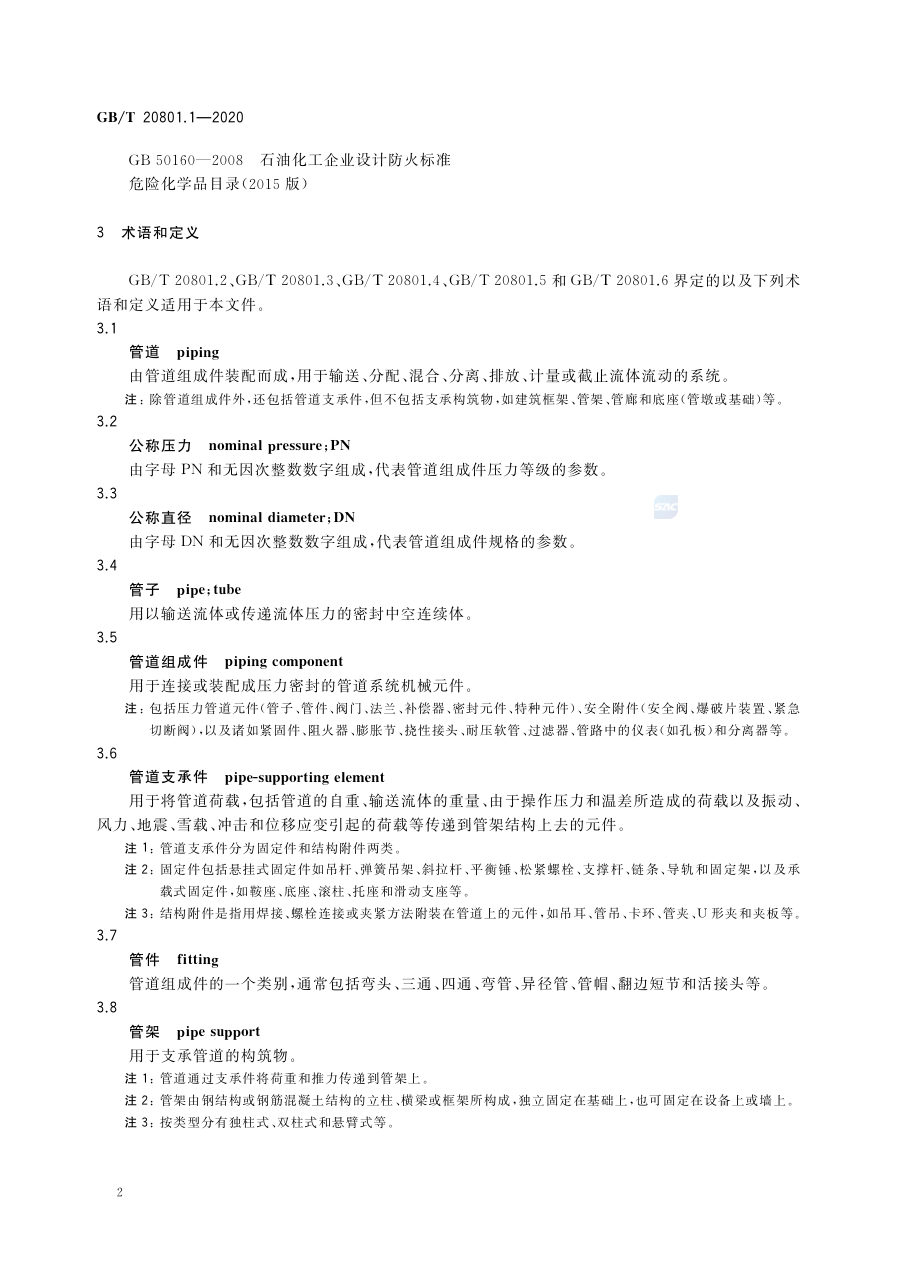 GB/T 20801.1—2020
GB 50160—2008 石油化工企业设计防火标准
危险化学品目录(2015 版)
3 术语和定义
GB/T 20801.2、GB/T 20801.3、GB/T 20801.4、GB/T 20801.5 和 GB/T 20801.6 界定的以及下列术
语和定义适用于本文件。
3.1
管道 piping
由管道组成件装配而成,用于输送、分配、混合、分离、排放、计量或截止流体流动的系统。
注:除管道组成件外,还包括管道支承件,但不包括支承构筑物,如建筑框架、管架、管廊和底座(管墩或基础)等。
3.2
公称压力 nominal pressure;PN
由字母 PN 和无因次整数数字组成,代表管道组成件压力等级的参数。
3.3
SAC
公称直径 nominal diameter;DN
由字母 DN 和无因次整数数字组成,代表管道组成件规格的参数。
3.4
管子 pipe;tube
用以输送流体或传递流体压力的密封中空连续体。
3.5
管道组成件 piping component
用于连接或装配成压力密封的管道系统机械元件。
注:包括压力管道元件(管子、管件、阀门、法兰、补偿器、密封元件、特种元件)、安全附件(安全阀、爆破片装置、紧急
切断阀),以及诸如紧固件、阻火器、膨胀节、挠性接头、耐压软管、过滤器、管路中的仪表(如孔板)和分离器等。
3.6
管道支承件 pipe-supporting element
用于将管道荷载,包括管道的自重、输送流体的重量、由于操作压力和温差所造成的荷载以及振动、
风力、地震、雪载、冲击和位移应变引起的荷载等传递到管架结构上去的元件。
注 1:管道支承件分为固定件和结构附件两类。
注 2:固定件包括悬挂式固定件如吊杆、弹簧吊架、斜拉杆、平衡锤、松紧螺栓、支撑杆、链条、导轨和固定架,以及承
载式固定件,如鞍座、底座、滚柱、托座和滑动支座等。
注 3:结构附件是指用焊接、螺栓连接或夹紧方法附装在管道上的元件,如吊耳、管吊、卡环、管夹、U 形夹和夹板等。
3.7
管件 fitting
管道组成件的一个类别,通常包括弯头、三通、四通、弯管、异径管、管帽、翻边短节和活接头等。
3.8
管架 pipe support
用于支承管道的构筑物。
注 1:管道通过支承件将荷重和推力传递到管架上。
注 2:管架由钢结构或钢筋混凝土结构的立柱、横梁或框架所构成,独立固定在基础上,也可固定在设备上或墙上。
注 3:按类型分有独柱式、双柱式和悬臂式等。
2